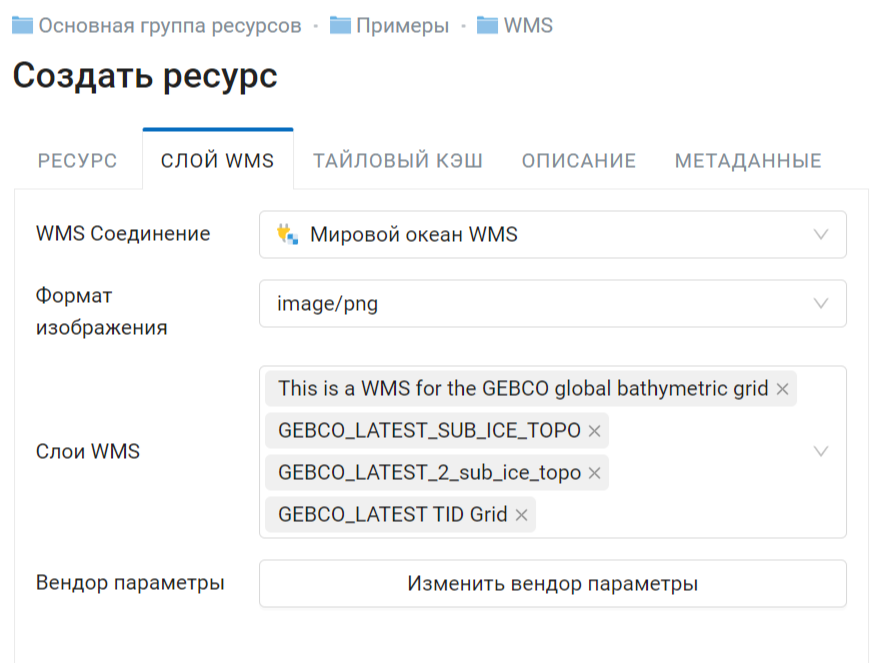 Основная группа ресурсов · Примеры · WMS
Создать ресурс
РЕСУРС СЛОЙ WMS ТАЙЛОВЫЙ КЭШ ОПИСАНИЕ МЕТАДАННЫЕ
WMS Соединение Мировой океан WMS
Формат
изображения
image/png
Слои WMS
This is a WMS for the GEBCO global bathymetric grid ×
GEBCO_LATEST_SUB_ICE_TOPO ×
GEBCO_LATEST_2_sub_ice_topo ×
GEBCO_LATEST TID Grid ×
Вендор параметры Изменить вендор параметры